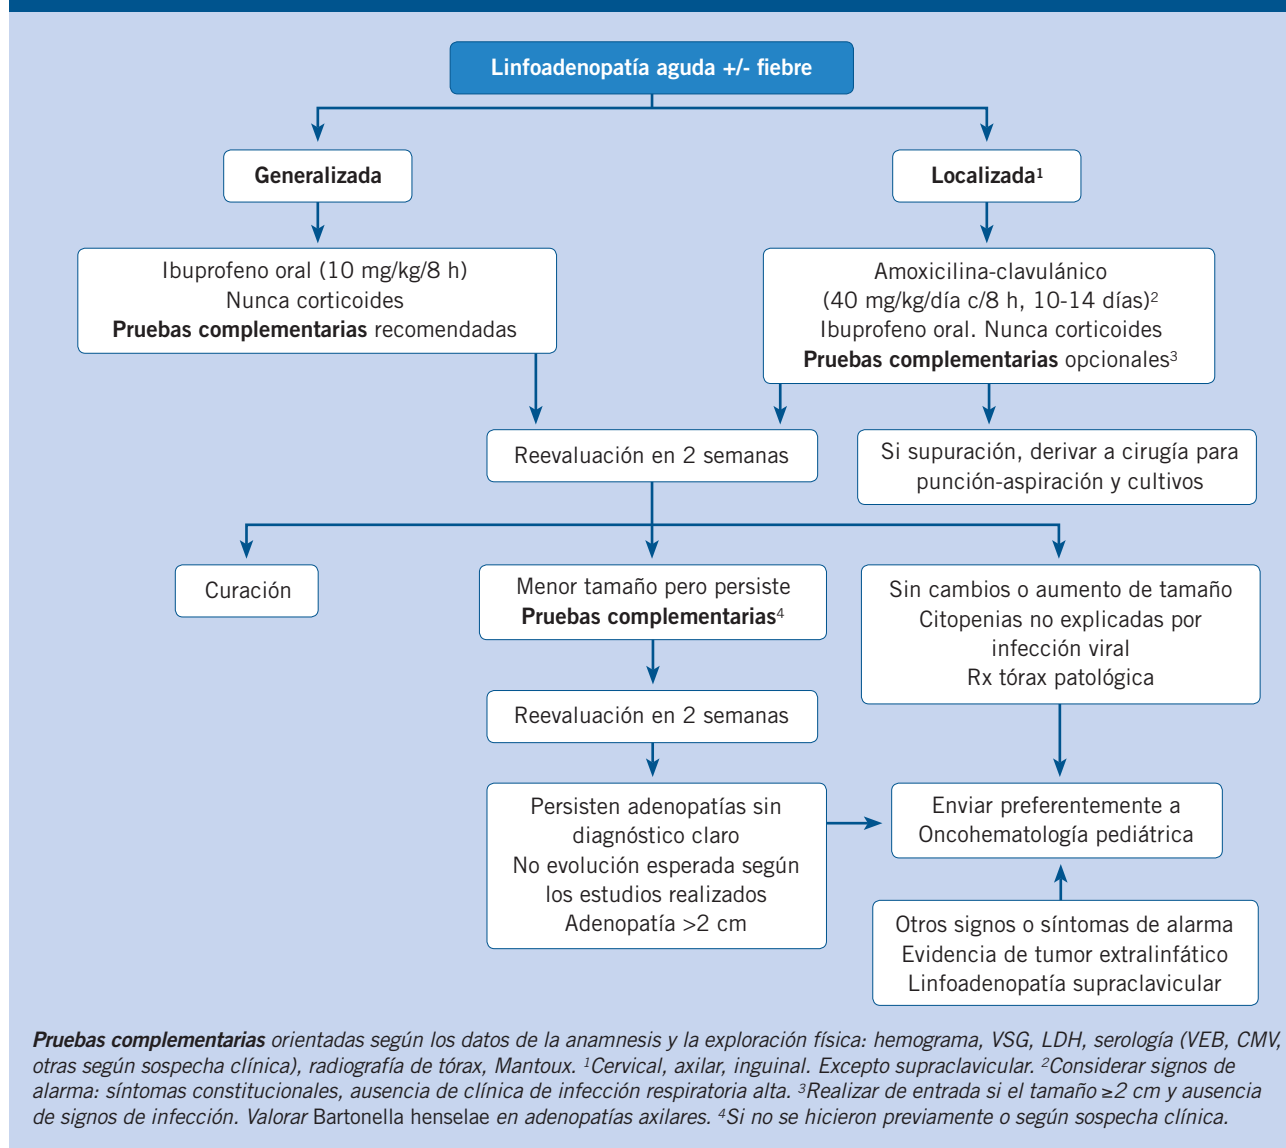 Linfoadenopatía aguda +/- fiebre
Generalizada
Localizada¹
Ibuprofeno oral (10 mg/kg/8 h)
Nunca corticoides
Pruebas complementarias recomendadas
Amoxicilina-clavulánico
(40 mg/kg/día c/8 h, 10-14 días)²
Ibuprofeno oral. Nunca corticoides
Pruebas complementarias opcionales³
Reevaluación en 2 semanas
Si supuración, derivar a cirugía para
punción-aspiración y cultivos
Curación
Menor tamaño pero persiste
Pruebas complementarias⁴
Sin cambios o aumento de tamaño
Citopenias no explicadas por
infección viral
Rx tórax patológica
Reevaluación en 2 semanas
Persisten adenopatías sin
diagnóstico claro
No evolución esperada según
los estudios realizados
Adenopatía >2 cm
Enviar preferentemente a
Oncohematología pediátrica
Otros signos o síntomas de alarma
Evidencia de tumor extralinfático
Linfoadenopatía supraclavicular
Pruebas complementarias orientadas según los datos de la anamnesis y la exploración física: hemograma, VSG, LDH, serología (VEB, CMV,
otras según sospecha clínica), radiografía de tórax, Mantoux. ¹Cervical, axilar, inguinal. Excepto supraclavicular. ²Considerar signos de
alarma: síntomas constitucionales, ausencia de clínica de infección respiratoria alta. ³Realizar de entrada si el tamaño ≥2 cm y ausencia
de signos de infección. Valorar Bartonella henselae en adenopatías axilares. ⁴Si no se hicieron previamente o según sospecha clínica.